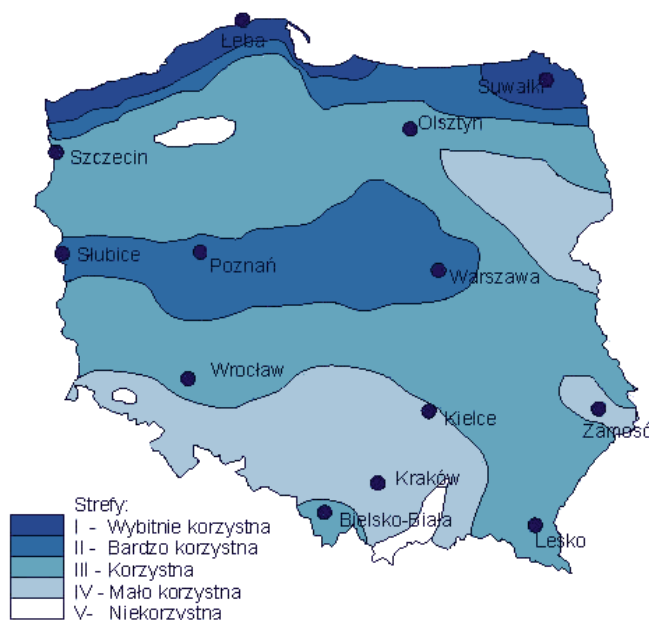 Łeba
Suwałki
Olsztyn
Szczecin
Słubice
Poznań
Warszawa
Wrocław
Kielce
Zamość
Kraków
Bielsko-Biała
Lesko
Strefy:
I - Wybitnie korzystna
II - Bardzo korzystna
III - Korzystna
IV - Mało korzystna
V- Niekorzystna